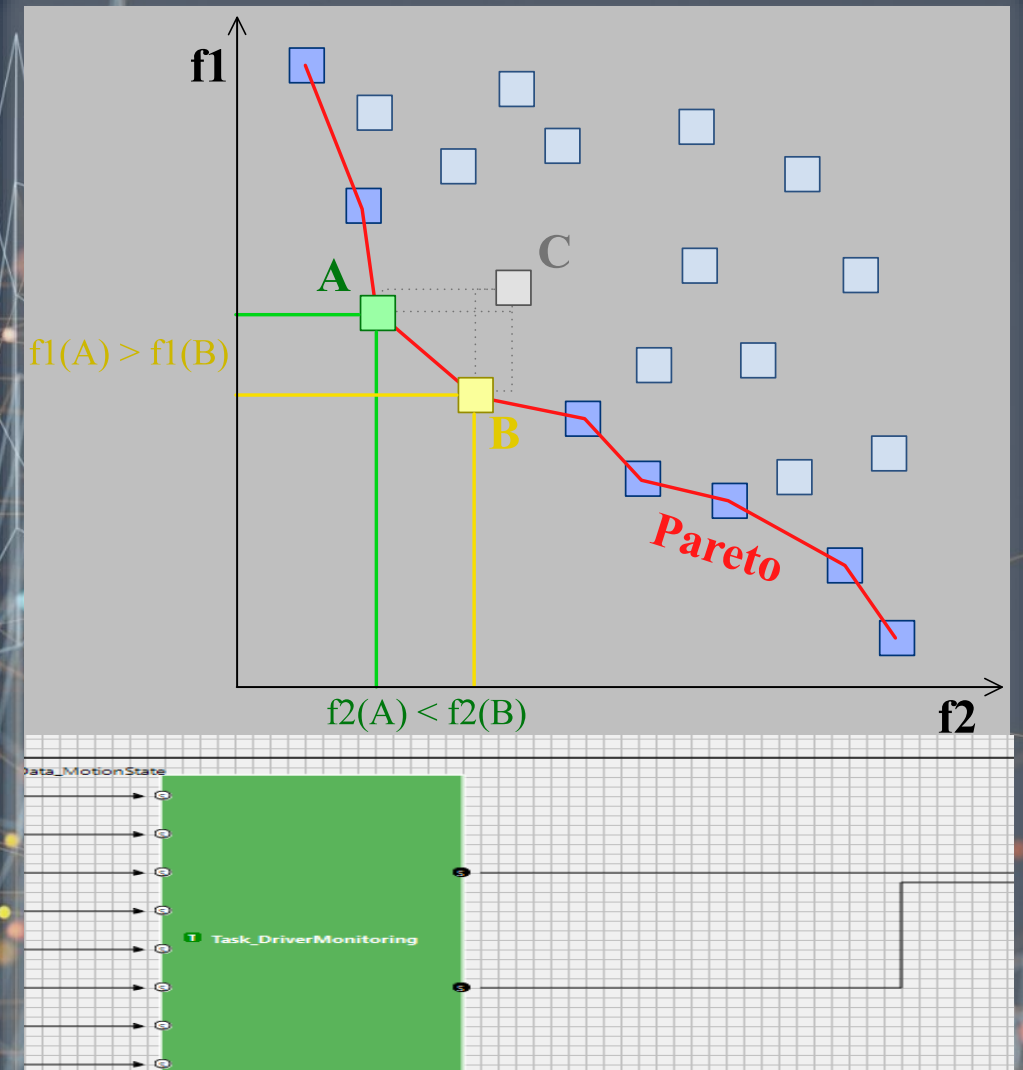 f1
C
A
f1(A) > f1(B)
B
Pareto
f2(A) < f2(B)
f2
Data_MotionState
T Task_DriverMonitoring
S
S
S
S
S
S
S
S
S
S